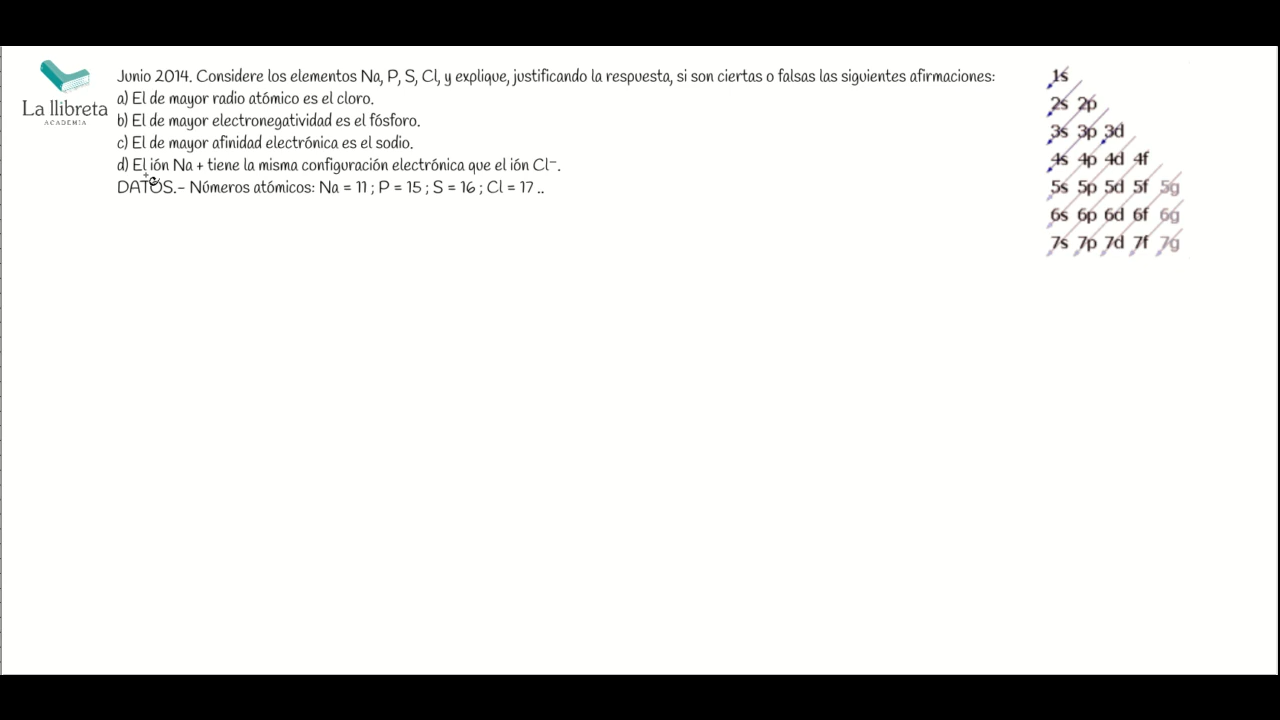 Junio 2014. Considere los elementos Na, P, S, Cl, y explique, justificando la respuesta, si son ciertas o falsas las siguientes afirmaciones:
a) El de mayor radio atómico es el cloro.
b) El de mayor electronegatividad es el fósforo.
c) El de mayor afinidad electrónica es el sodio.
d) El ión Na + tiene la misma configuración electrónica que el ión Cl⁻.
DATOS.- Números atómicos: Na = 11 ; P = 15 ; S = 16 ; Cl = 17 ..
La llibreta
ACADEMIA
1s
2s 2p
3s 3p 3d
4s 4p 4d 4f
5s 5p 5d 5f 5g
6s 6p 6d 6f 6g
7s 7p 7d 7f 7g